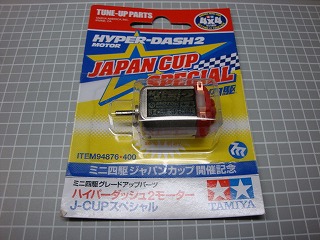 TUNE-UP PARTS
4x4
HYPER-DASH2
MOTOR
JAPAN CUP
SPECIAL
ITEM94876・400
ミニ四駆 ジャパンカップ 開催記念
ミニ四駆グレードアップパーツ
ハイパーダッシュ2モーター
J-CUPスペシャル
TAMIYA